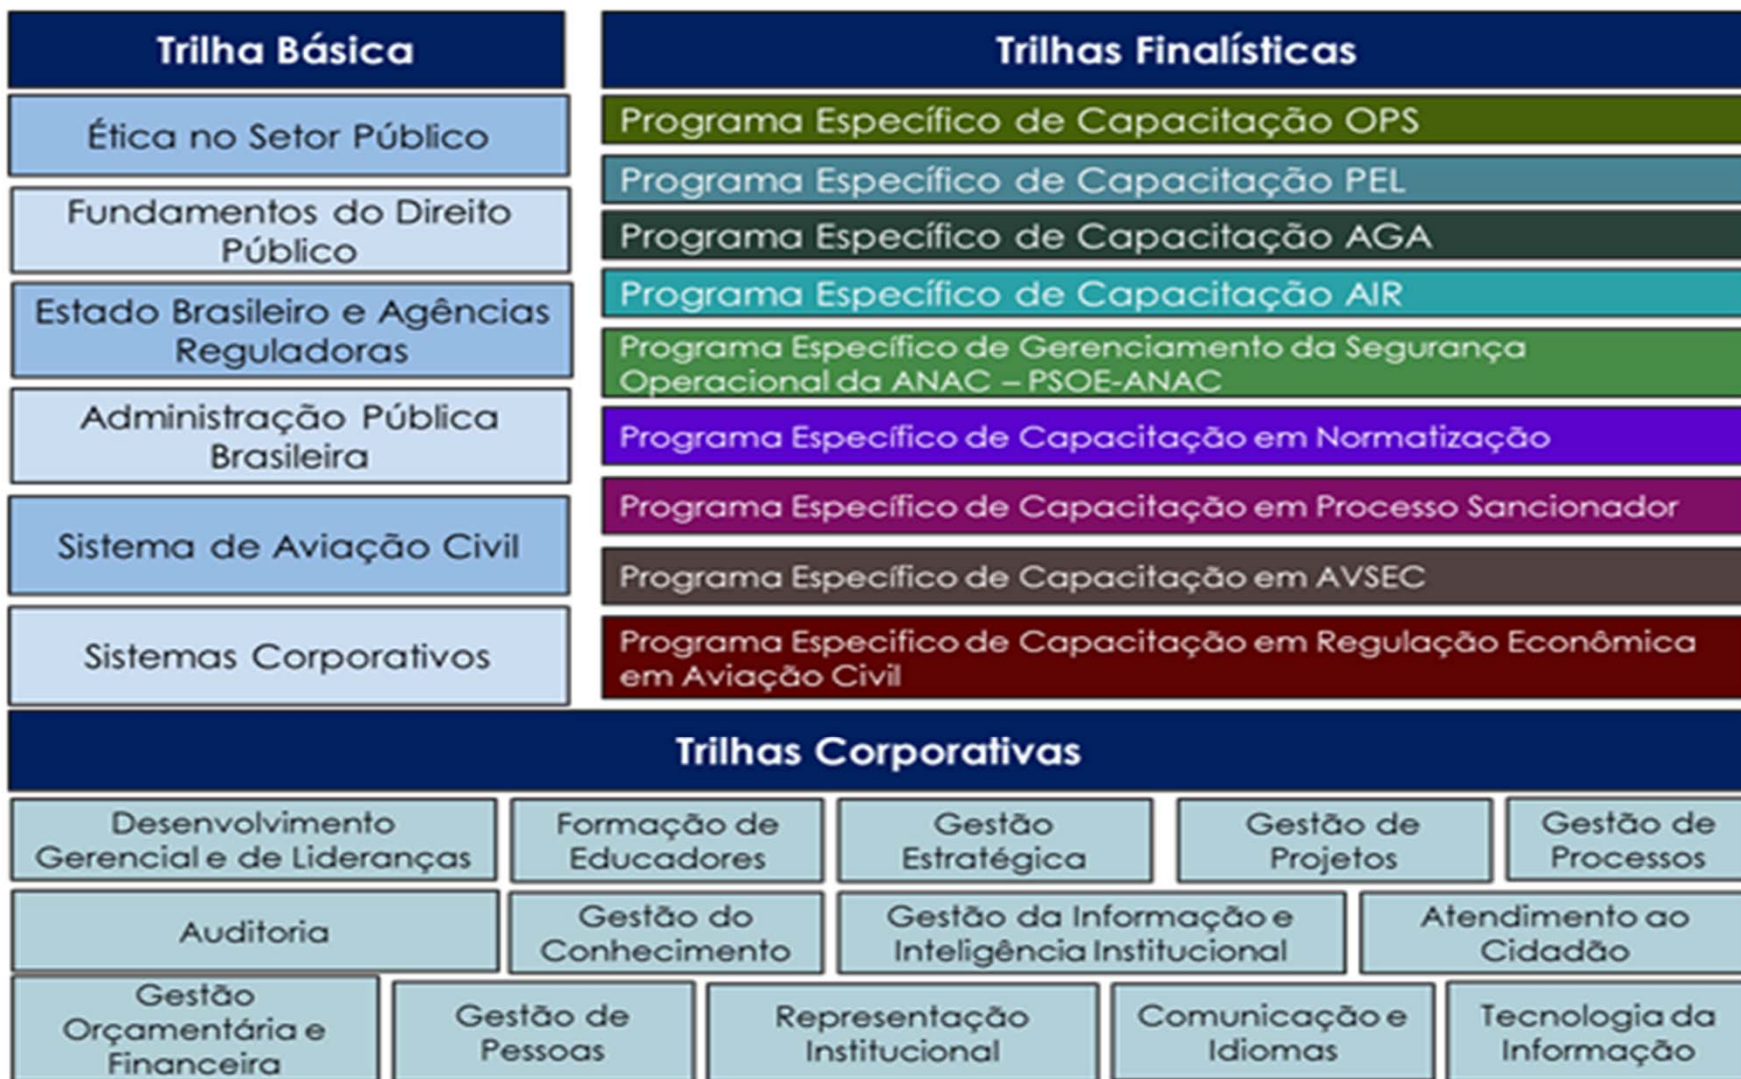 Trilha Básica
Ética no Setor Público
Fundamentos do Direito
Público
Estado Brasileiro e Agências
Reguladoras
Administração Pública
Brasileira
Sistema de Aviação Civil
Sistemas Corporativos
Trilhas Finalísticas
Programa Específico de Capacitação OPS
Programa Específico de Capacitação PEL
Programa Específico de Capacitação AGA
Programa Específico de Capacitação AIR
Programa Específico de Gerenciamento da Segurança
Operacional da ANAC – PSOE-ANAC
Programa Específico de Capacitação em Normatização
Programa Específico de Capacitação em Processo Sancionador
Programa Específico de Capacitação em AVSEC
Programa Especifico de Capacitação em Regulação Econômica
em Aviação Civil
Trilhas Corporativas
Desenvolvimento
Gerencial e de Lideranças
Formação de
Educadores
Gestão
Estratégica
Gestão de
Projetos
Gestão de
Processos
Auditoria
Gestão do
Conhecimento
Gestão da Informação e
Inteligência Institucional
Atendimento ao
Cidadão
Gestão
Orçamentária e
Financeira
Gestão de
Pessoas
Representação
Institucional
Comunicação e
Idiomas
Tecnologia da
Informação